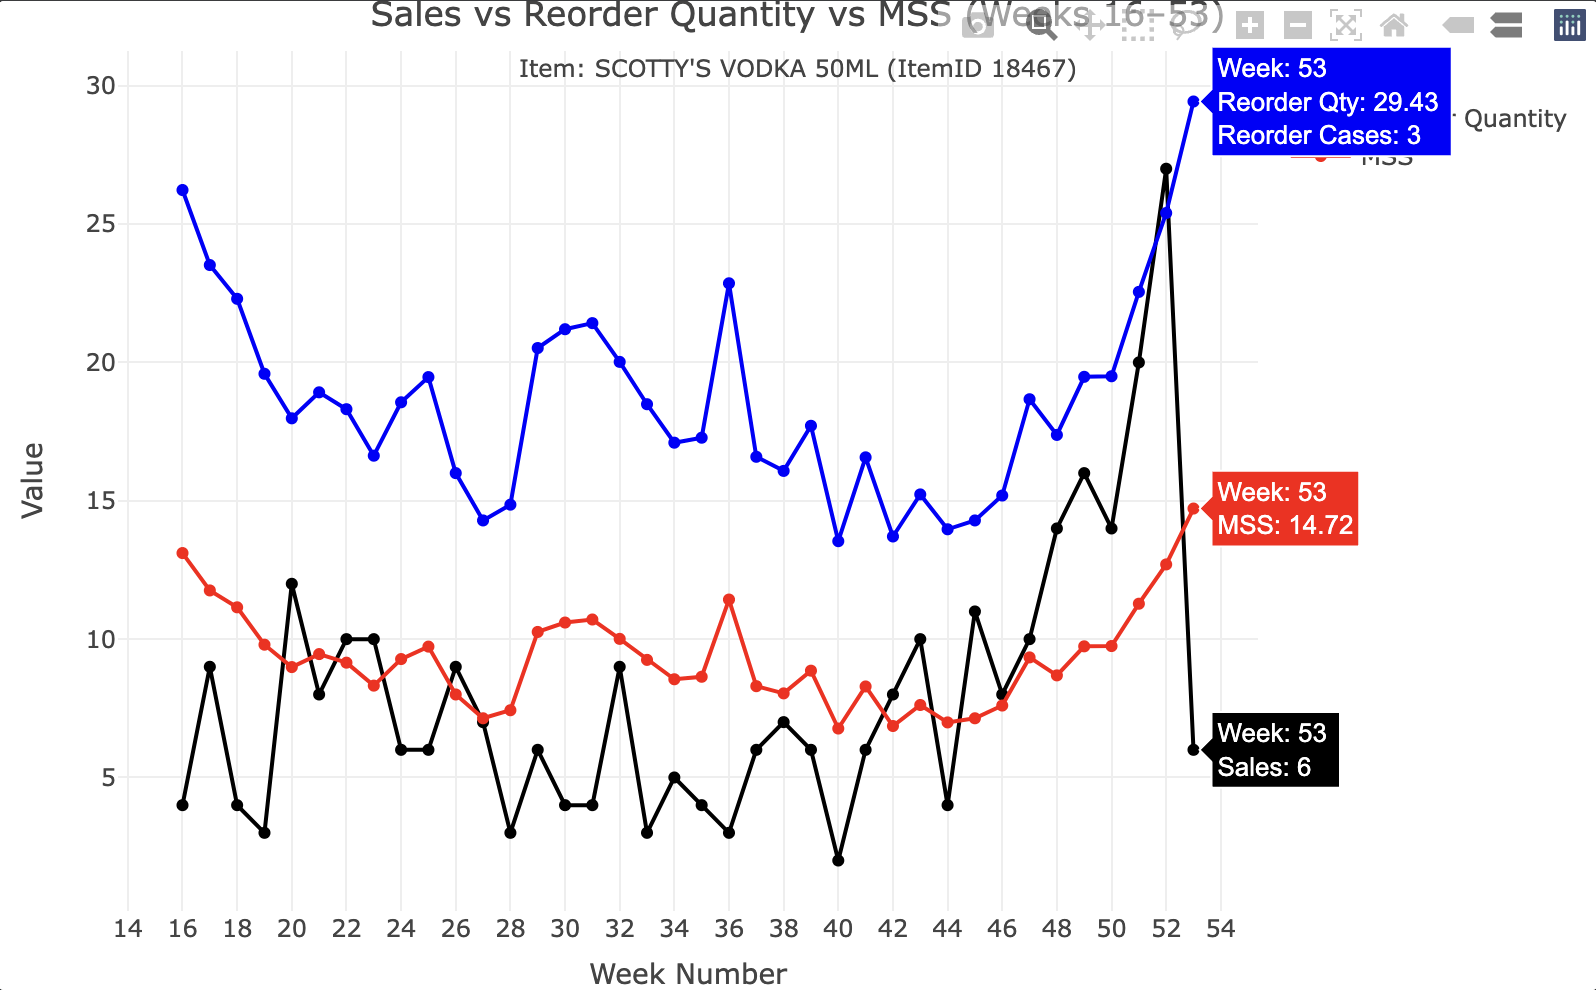 Sales vs Reorder Quantity vs MSS (Weeks 16–53)
Item: SCOTTY'S VODKA 50ML (ItemID 18467)
Week: 53
Reorder Qty: 29.43
Reorder Cases: 3
Quantity
MSS
Week: 53
MSS: 14.72
Week: 53
Sales: 6
Value
30
25
20
15
10
5
14 16 18 20 22 24 26 28 30 32 34 36 38 40 42 44 46 48 50 52 54
Week Number